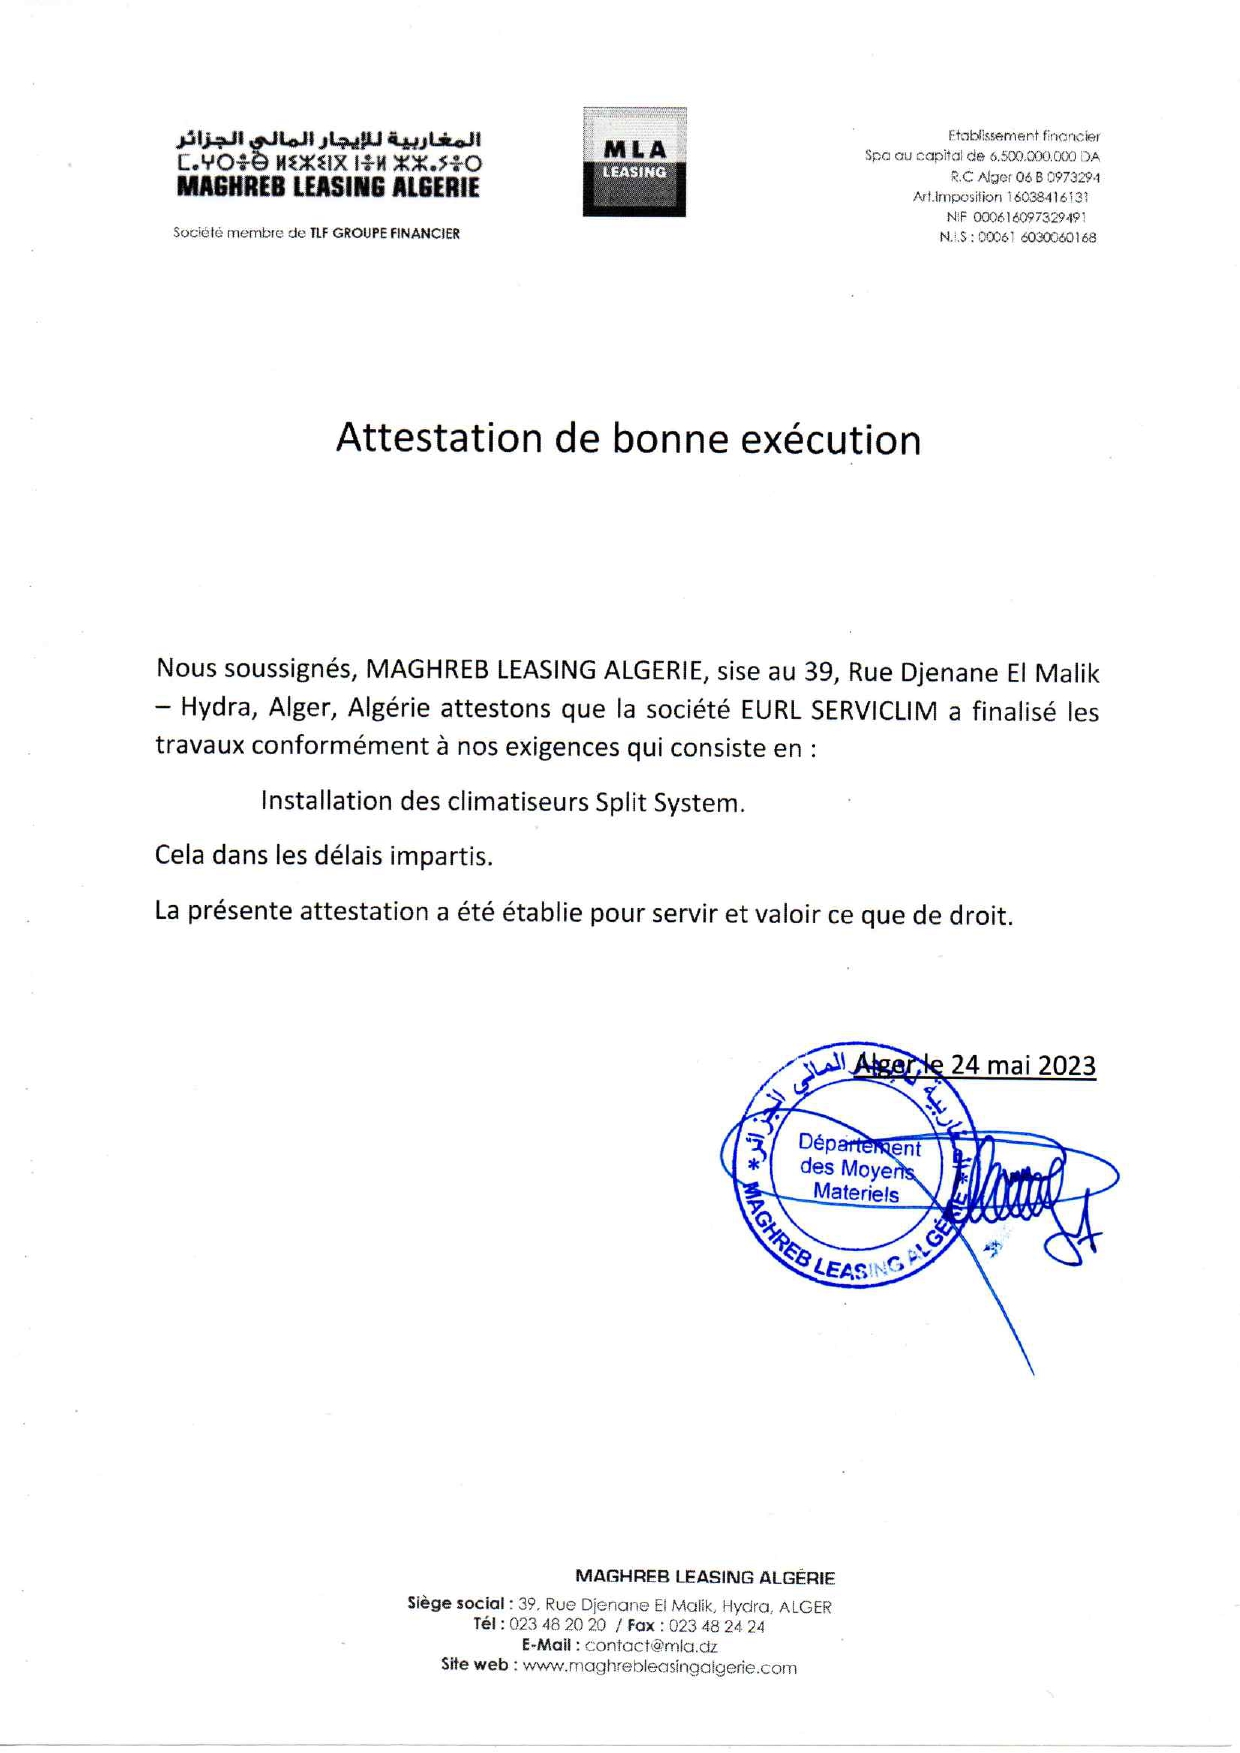 المغاربية للإيجار المالي الجزائر
MAGHREB LEASING ALGERIE
Société membre de TLF GROUPE FINANCIER
MLA
LEASING
Etablissement financier
Spa au capital de 6.500.000.000 DA
R.C Alger 06 B 0973294
Art.Imposition 16038416131
NIF 000616097329491
N.I.S : 00061 6030060168
Attestation de bonne exécution
Nous soussignés, MAGHREB LEASING ALGERIE, sise au 39, Rue Djenane El Malik
– Hydra, Alger, Algérie attestons que la société EURL SERVICLIM a finalisé les
travaux conformément à nos exigences qui consiste en :
Installation des climatiseurs Split System.
Cela dans les délais impartis.
La présente attestation a été établie pour servir et valoir ce que de droit.
Alger,le 24 mai 2023
المغاربية للإيجار المالي الجزائر
Département
des Moyens
Materiels
* MAGHREB LEASING ALGÉRIE *
MAGHREB LEASING ALGÉRIE
Siège social : 39, Rue Djenane El Malik, Hydra, ALGER
Tél : 023 48 20 20 / Fax : 023 48 24 24
E-Mail : contact@mla.dz
Site web : www.maghrebleasingalgerie.com